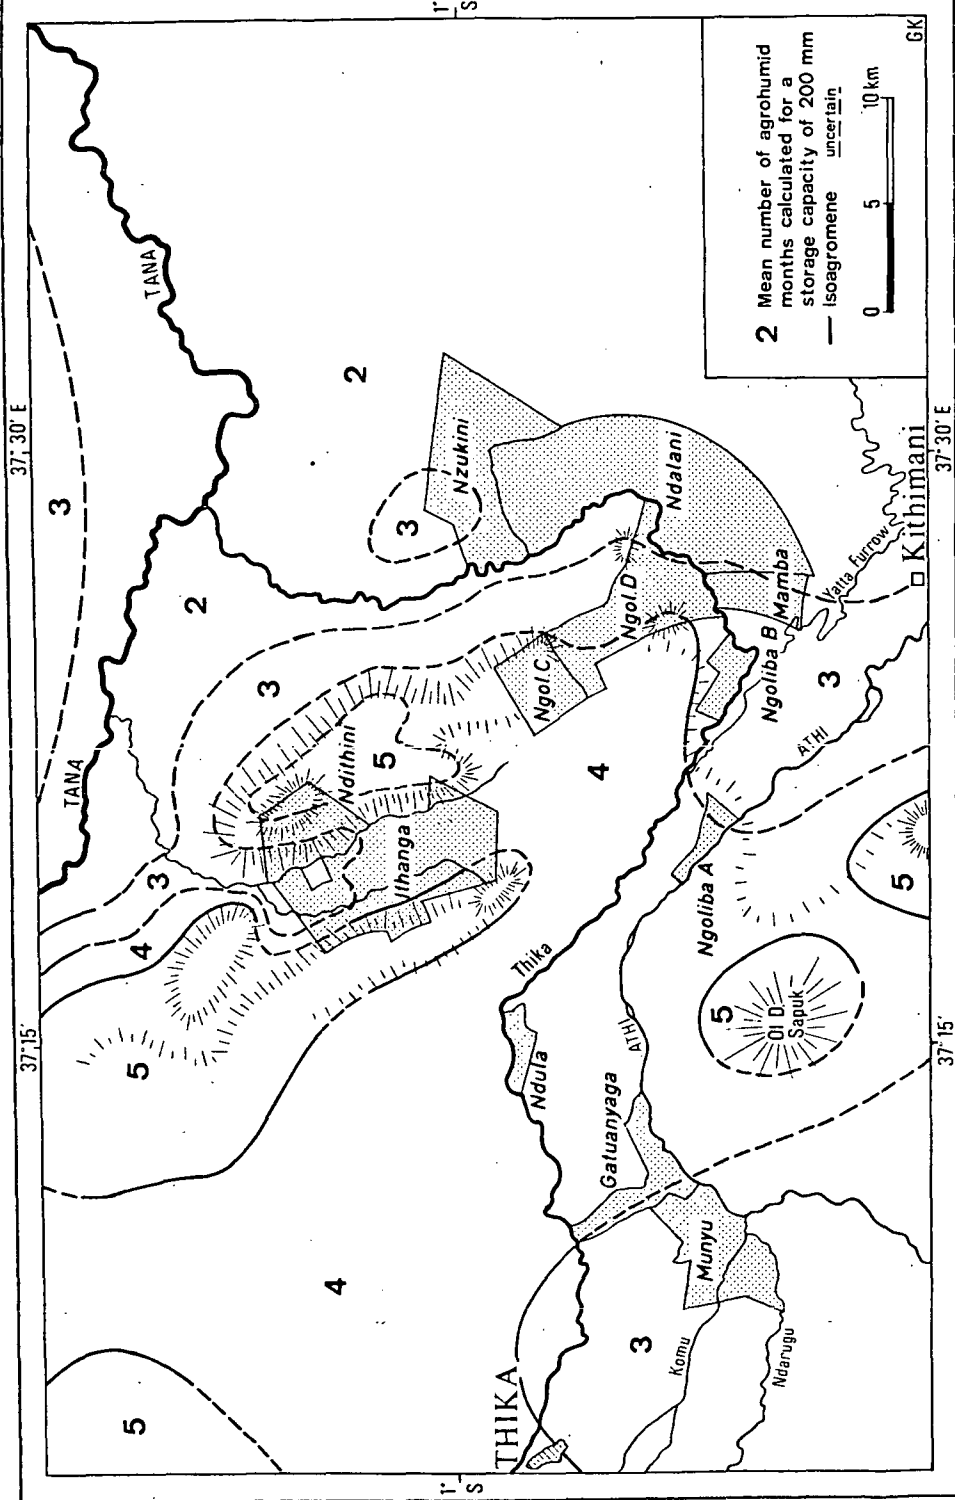 37°15'
37°30' E
1°
S
1°
S
37°15'
37°30' E
TANA
TANA
THIKA
Thika
ATHI
ATHI
Komu
Ndarugu
Yatta Furrow
Kithimani
Munyu
Gatuanyaga
Ndula
Ngoliba A
Ngoliba B
Mamba
Ndalani
Nzukini
Ngol.D
Ngol.C
Ndithini
Ithanga
Ol D.
Sapuk
5
4
3
5
4
3
2
3
2
3
3
5
4
5
5
3
2 Mean number of agrohumid
months calculated for a
storage capacity of 200 mm
— Isoagromene uncertain
0 5 10 km
GK